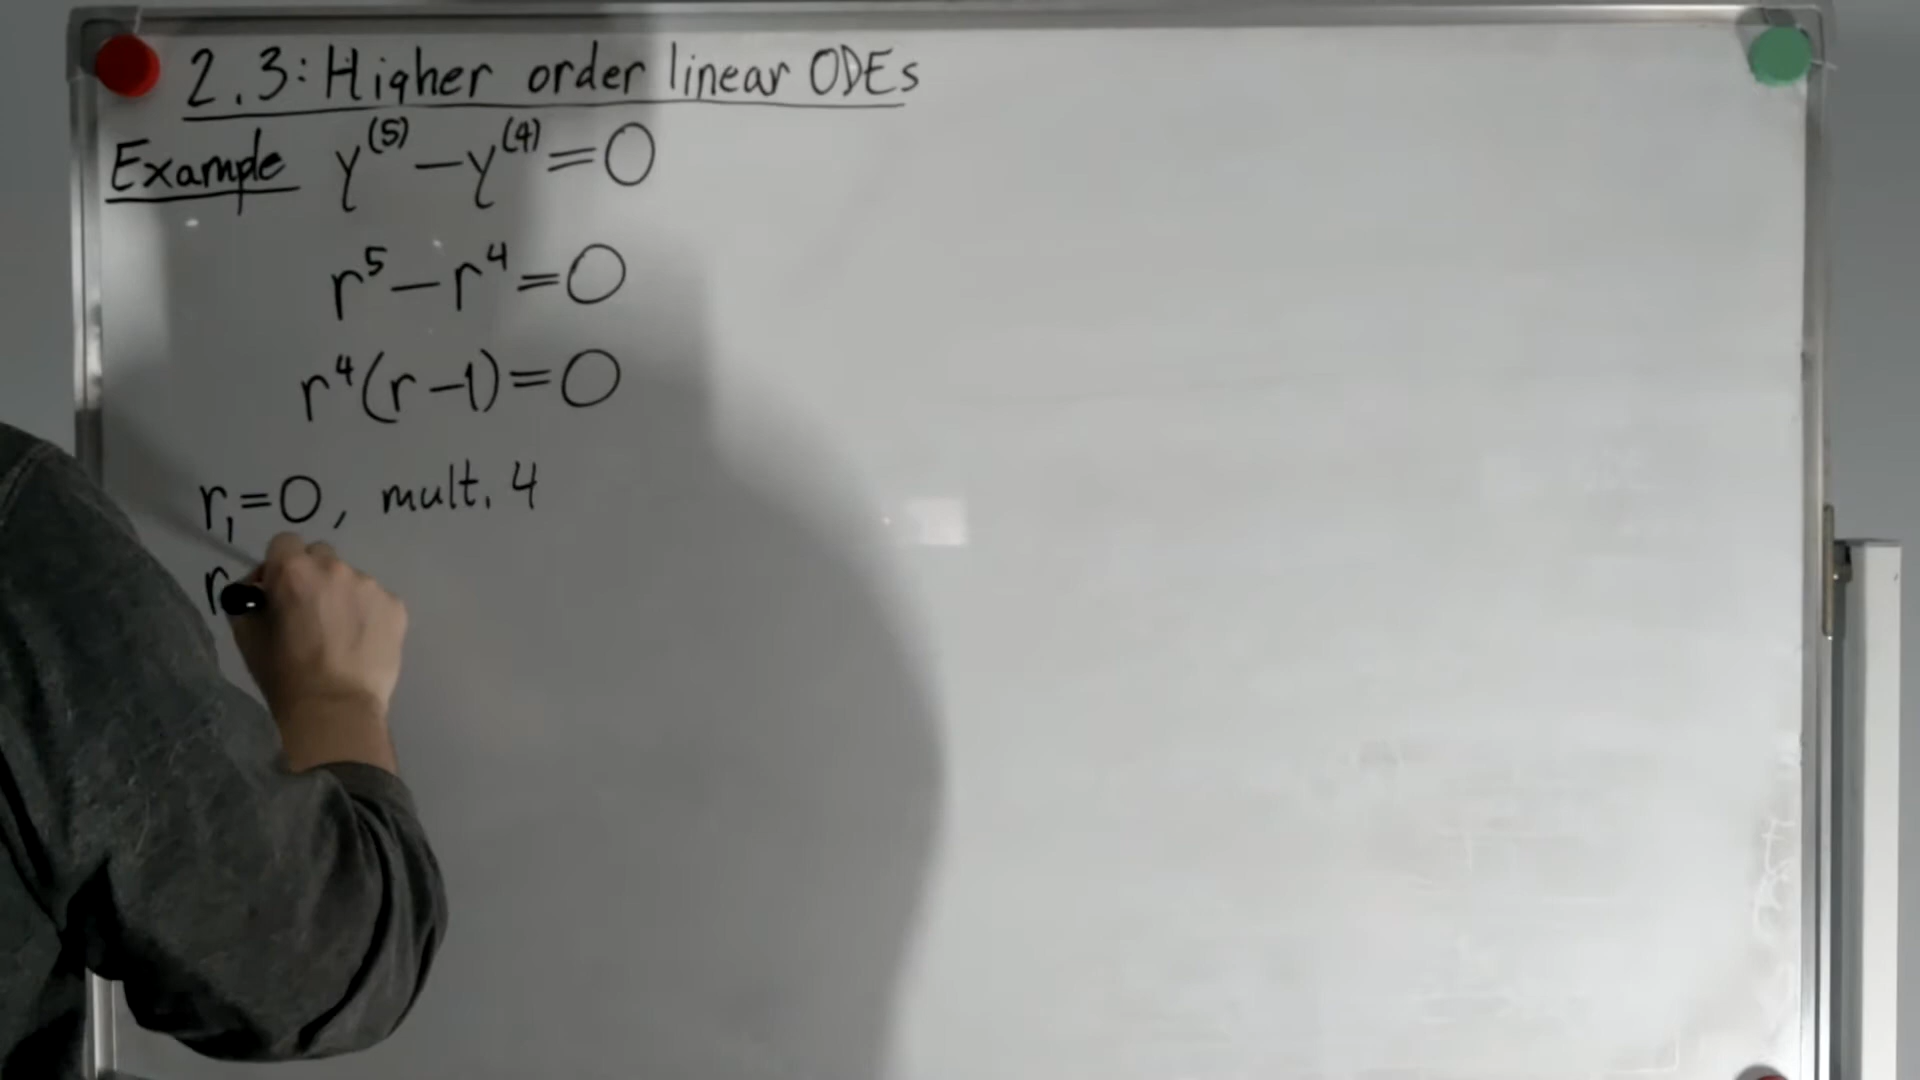 2.3: Higher order linear ODEs
Example y^(5) − y^(4) = 0
r^5 − r^4 = 0
r^4(r−1) = 0
r_1 = 0, mult. 4
r